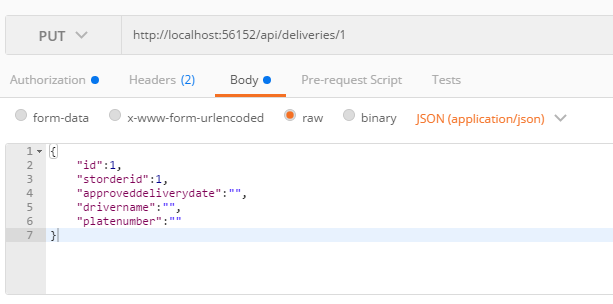 PUT http://localhost:56152/api/deliveries/1
Authorization Headers (2) Body Pre-request Script Tests
form-data x-www-form-urlencoded raw binary JSON (application/json)
1 {
2 "id":1,
3 "storderid":1,
4 "approveddeliverydate":"",
5 "drivername":"",
6 "platenumber":""
7 }